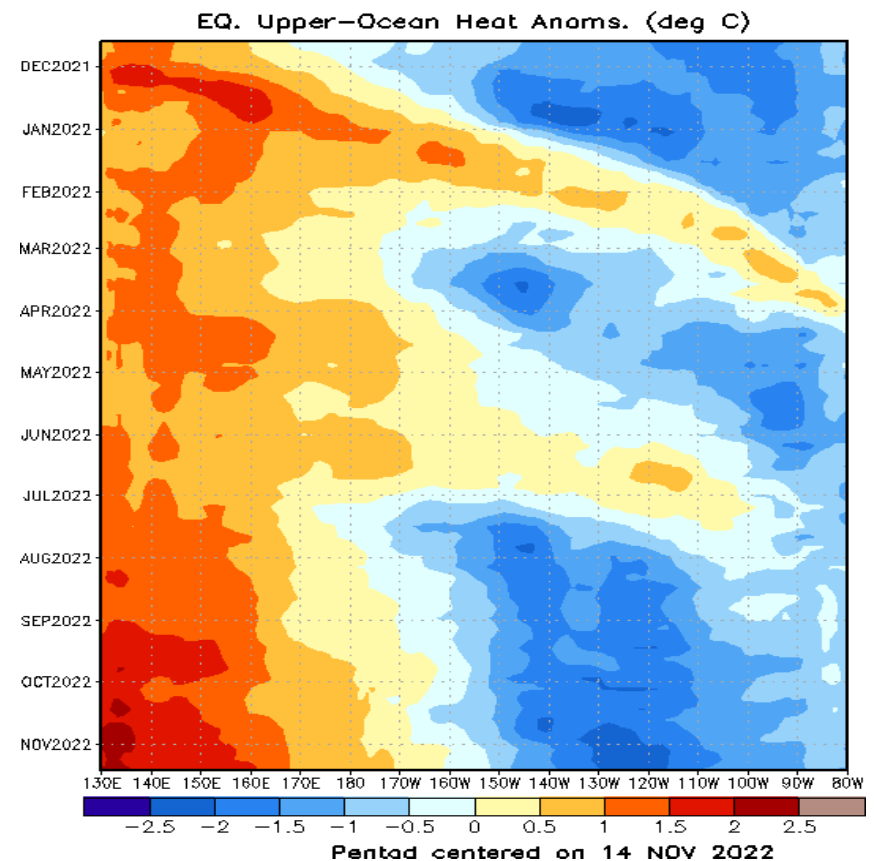 EQ. Upper-Ocean Heat Anoms. (deg C)
DEC2021
JAN2022
FEB2022
MAR2022
APR2022
MAY2022
JUN2022
JUL2022
AUG2022
SEP2022
OCT2022
NOV2022
130E 140E 150E 160E 170E 180 170W 160W 150W 140W 130W 120W 110W 100W 90W 80W
-2.5 -2 -1.5 -1 -0.5 0 0.5 1 1.5 2 2.5
Pentad centered on 14 NOV 2022